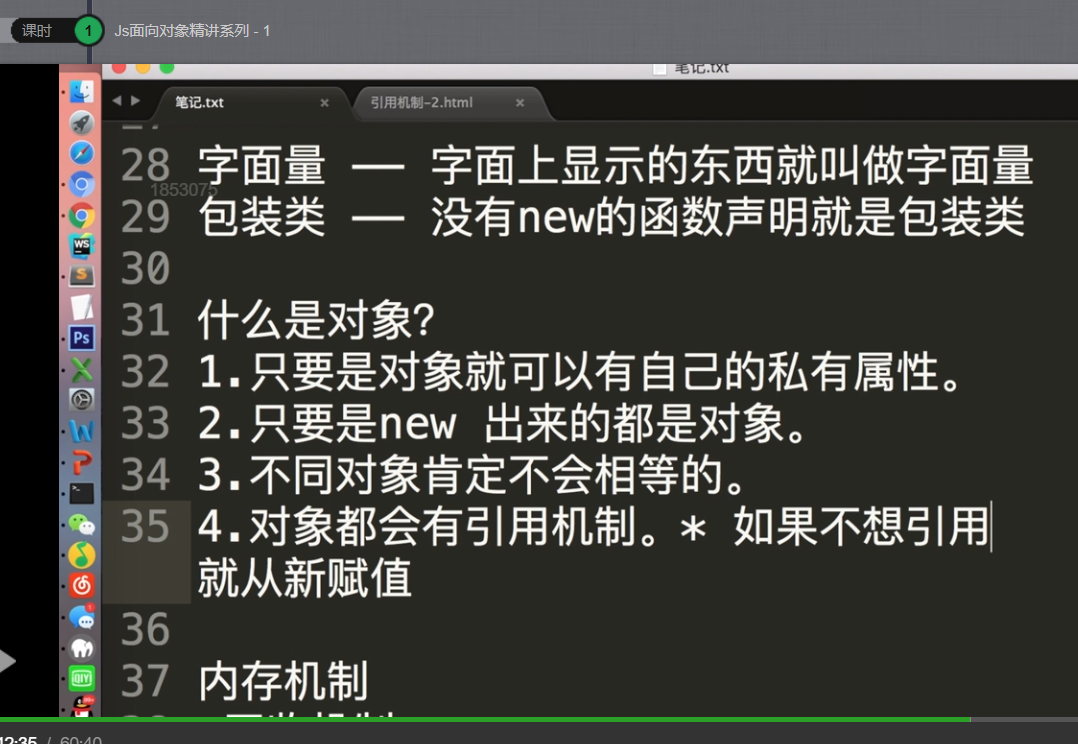 课时 1 Js面向对象精讲系列 - 1
笔记.txt
笔记.txt × 引用机制-2.html ×
28 字面量 —— 字面上显示的东西就叫做字面量
1853075
29 包装类 —— 没有new的函数声明就是包装类
30
31 什么是对象?
32 1.只要是对象就可以有自己的私有属性。
33 2.只要是new 出来的都是对象。
34 3.不同对象肯定不会相等的。
35 4.对象都会有引用机制。* 如果不想引用
就从新赋值
36
37 内存机制
WS
S
Ps
QIY
2:35 / 60:40